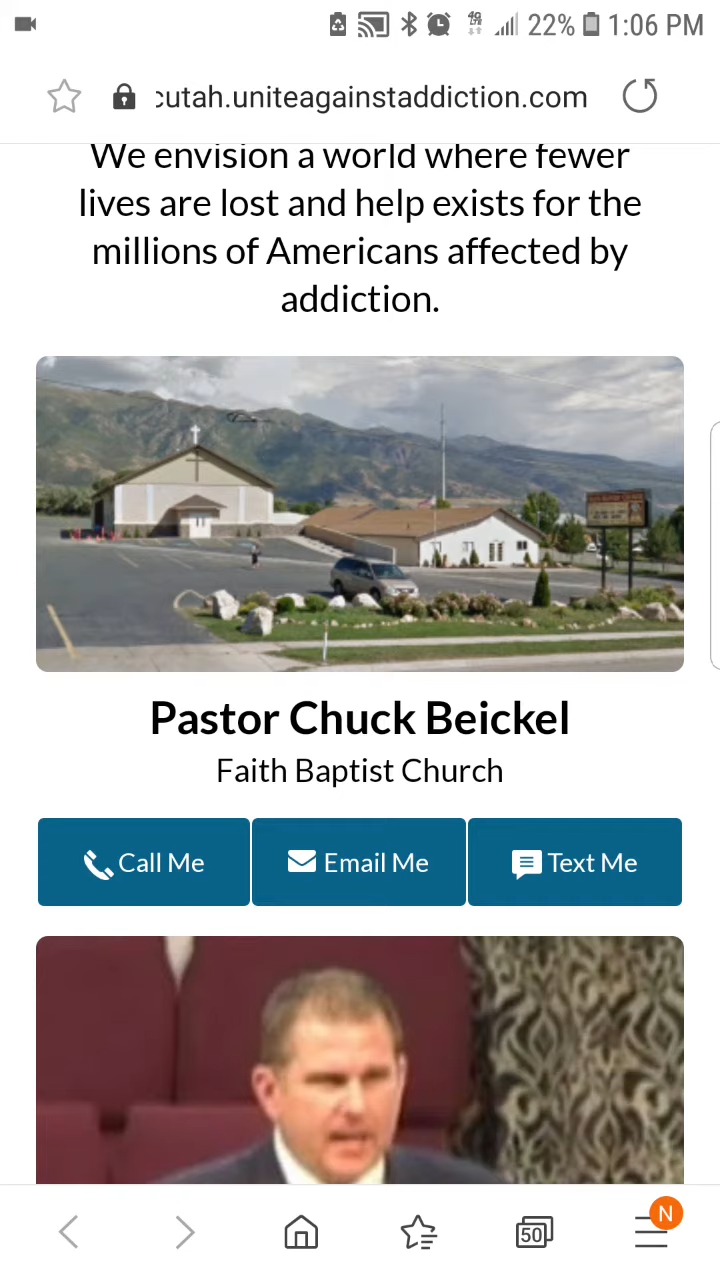 4G
22%
1:06 PM
cutah.uniteagainstaddiction.com
We envision a world where fewer
lives are lost and help exists for the
millions of Americans affected by
addiction.
Pastor Chuck Beickel
Faith Baptist Church
Call Me
Email Me
Text Me
50
N